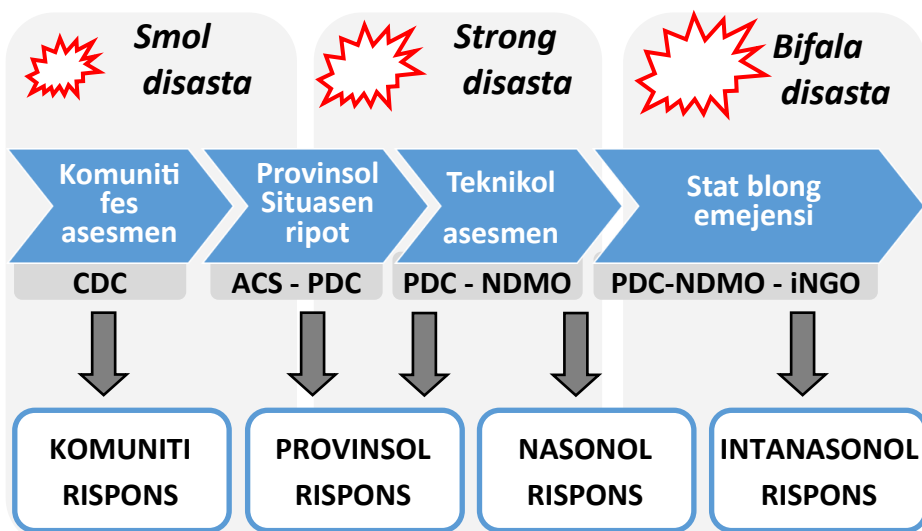 Smol
disasta
Strong
disasta
Bifala
disasta
Komuniti
fes
asesmen
Provinsol
Situasen
ripot
Teknikol
asesmen
Stat blong
emejensi
CDC
ACS - PDC
PDC - NDMO
PDC-NDMO - iNGO
KOMUNITI
RISPONS
PROVINSOL
RISPONS
NASONOL
RISPONS
INTANASONOL
RISPONS